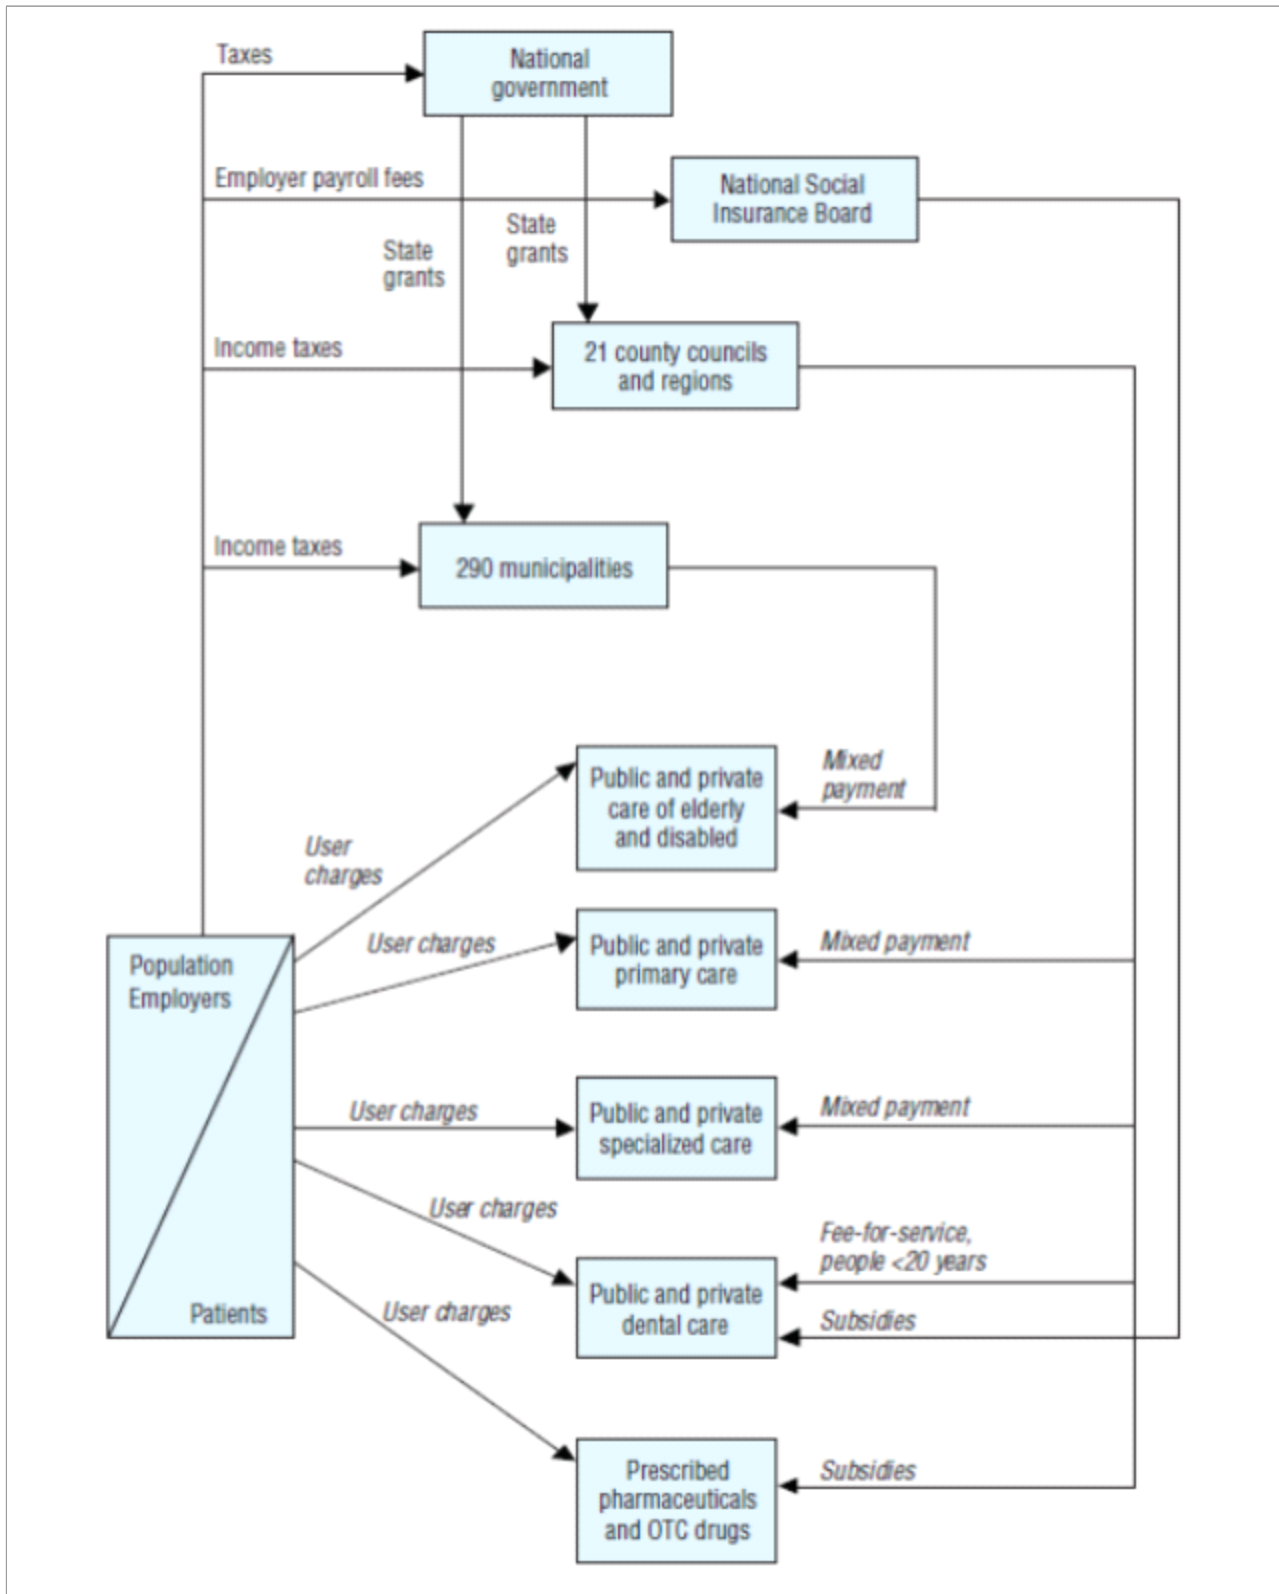 Taxes
National
government
Employer payroll fees
National Social
Insurance Board
State
grants
State
grants
Income taxes
21 county councils
and regions
Income taxes
290 municipalities
Public and private
care of elderly
and disabled
Mixed
payment
User
charges
User charges
Public and private
primary care
Mixed payment
Population
Employers
User charges
Public and private
specialized care
Mixed payment
User charges
Fee-for-service,
people <20 years
Public and private
dental care
Subsidies
Patients
User charges
Prescribed
pharmaceuticals
and OTC drugs
Subsidies